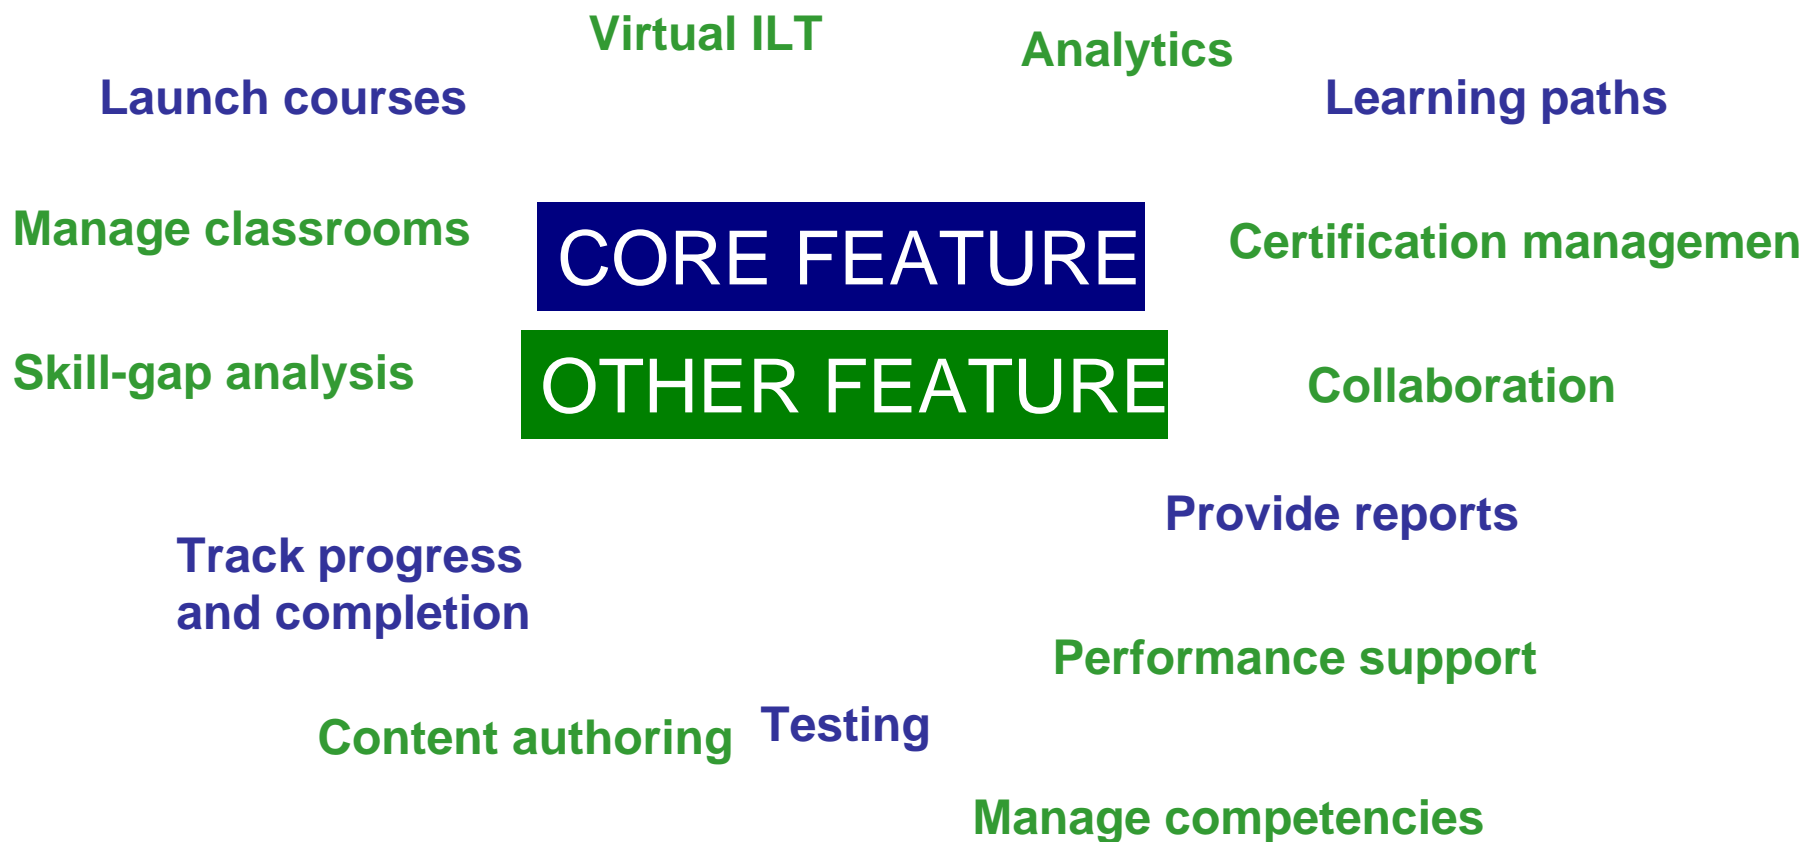 Virtual ILT
Analytics
Launch courses
Learning paths
Manage classrooms
CORE FEATURE
Certification managemen
OTHER FEATURE
Skill-gap analysis
Collaboration
Provide reports
Track progress
and completion
Performance support
Content authoring
Testing
Manage competencies